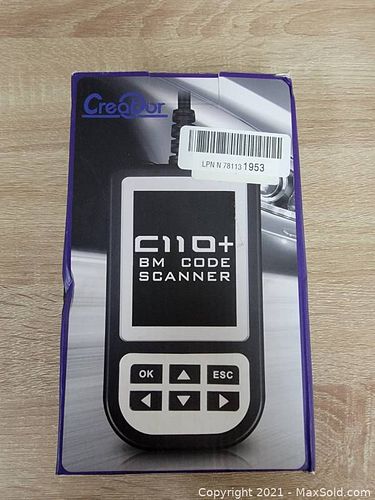 Creator
LPN N 78113 1953
C110+
BM CODE
SCANNER
OK
ESC
Copyright © 2021 - MaxSold.com